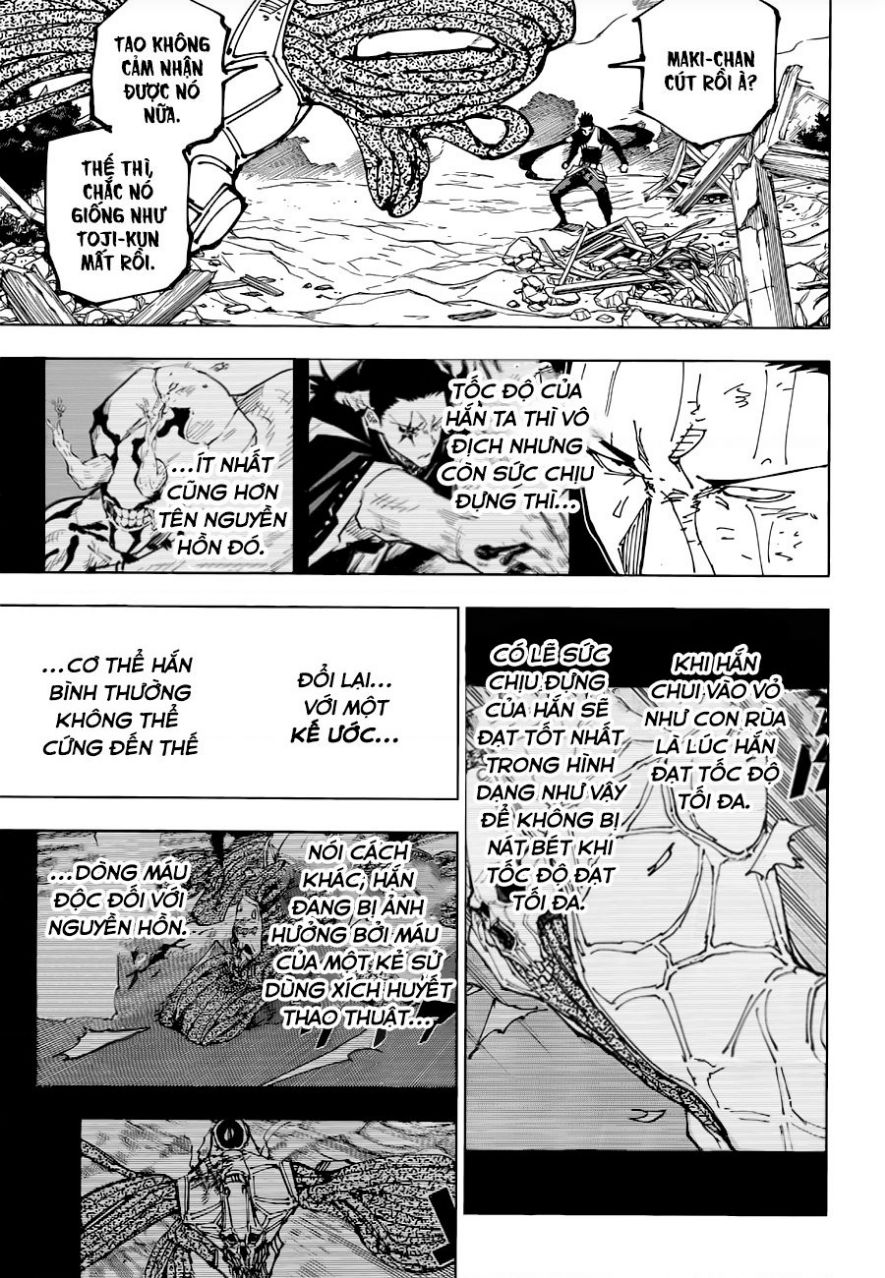 MAKI-CHAN
CÚT RỒI À?
TAO KHÔNG
CẢM NHẬN
ĐƯỢC NÓ
NỮA.
THẾ THÌ,
CHẮC NÓ
GIỐNG NHƯ
TOJI-KUN
MẤT RỒI.
TỐC ĐỘ CỦA
HẮN TA THÌ VÔ
ĐỊCH NHƯNG
CÒN SỨC CHỊU
ĐỰNG THÌ...
...ÍT NHẤT
CŨNG HƠN
TÊN NGUYỀN
HỒN ĐÓ.
KHI HẮN
CHUI VÀO VỎ
NHƯ CON RÙA
LÀ LÚC HẮN
ĐẠT TỐC ĐỘ
TỐI ĐA.
CÓ LẼ SỨC
CHỊU ĐỰNG
CỦA HẮN SẼ
ĐẠT TỐT NHẤT
TRONG HÌNH
DẠNG NHƯ VẬY
ĐỂ KHÔNG BỊ
NÁT BÉT KHI
TỐC ĐỘ ĐẠT
TỐI ĐA.
ĐỔI LẠI...
VỚI MỘT
KẾ ƯỚC...
...CƠ THỂ HẮN
BÌNH THƯỜNG
KHÔNG THỂ
CỨNG ĐẾN THẾ
NÓI CÁCH
KHÁC, HẮN
ĐANG BỊ ẢNH
HƯỞNG BỞI MÁU
CỦA MỘT KẺ SỬ
DÙNG XÍCH HUYẾT
THAO THUẬT...
...DÒNG MÁU
ĐỘC ĐỐI VỚI
NGUYỀN HỒN.